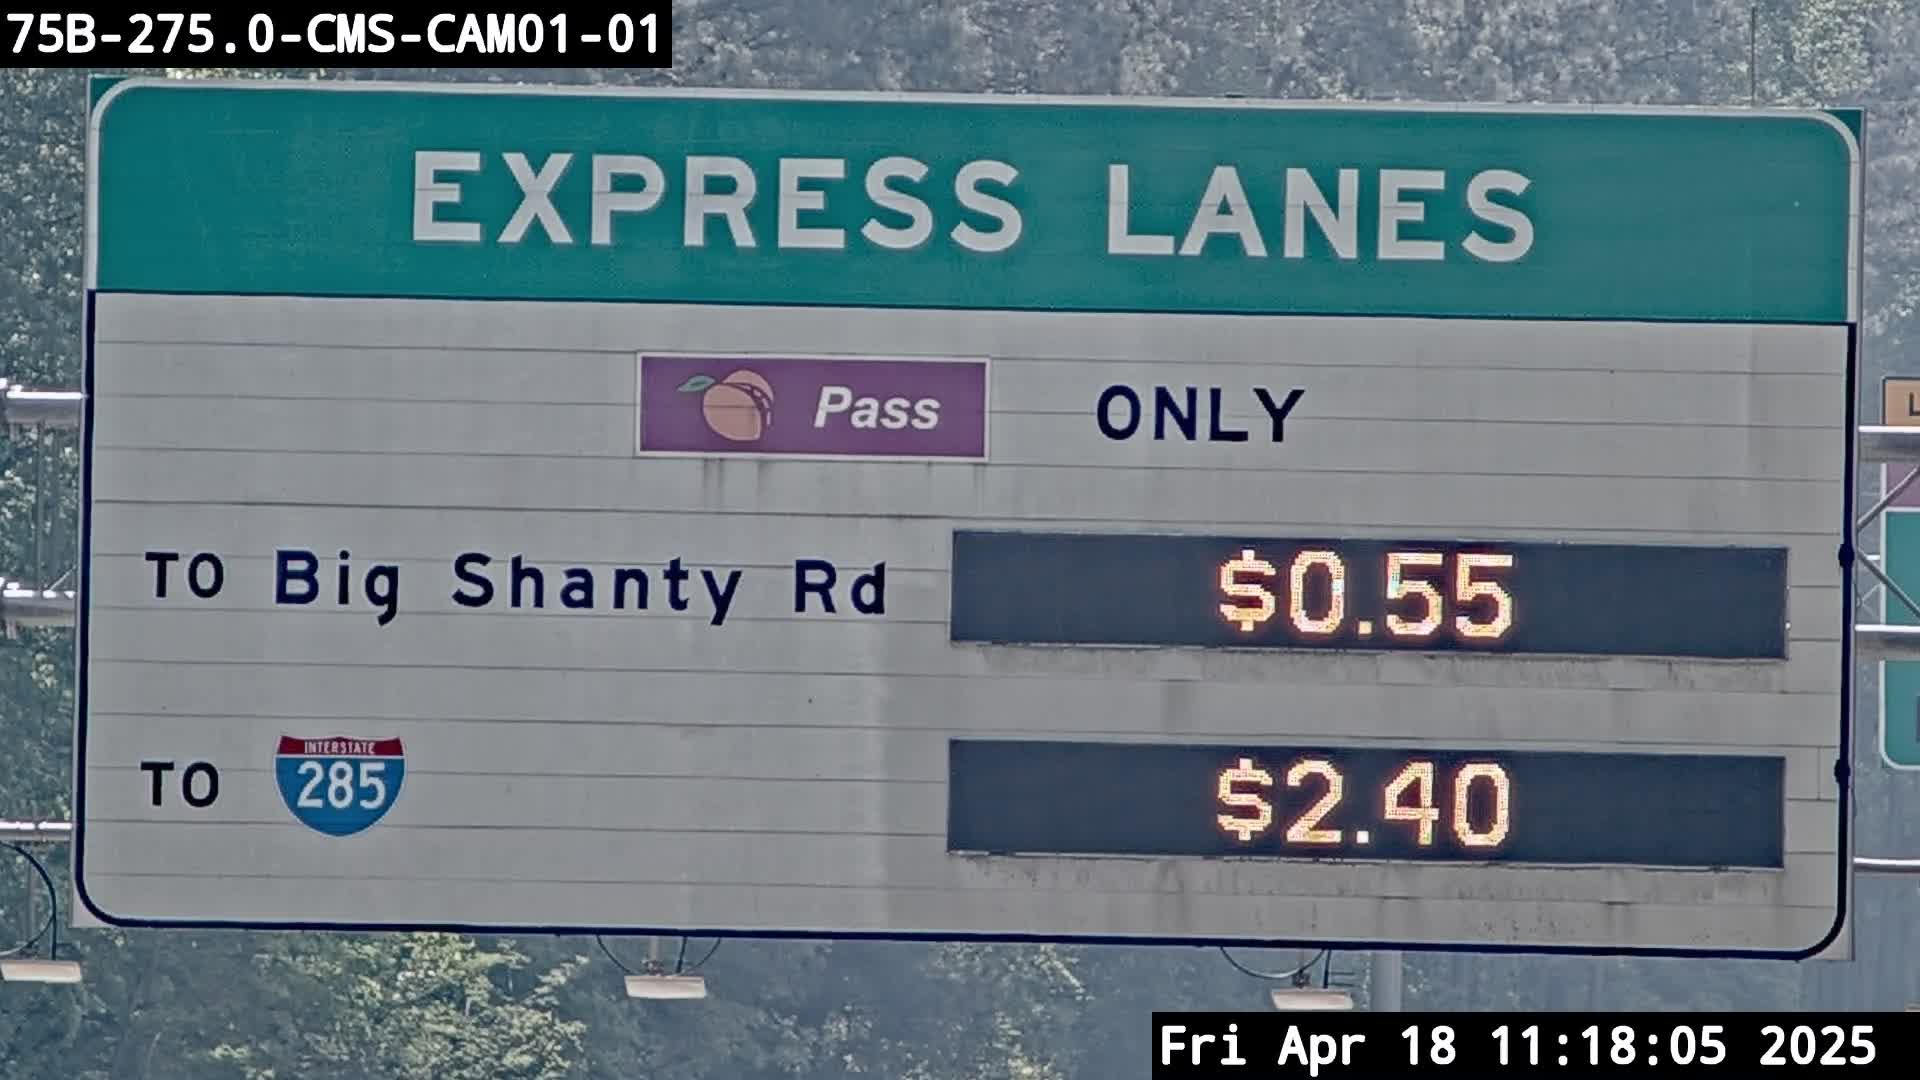 75B-275.0-CMS-CAM01-01
EXPRESS LANES
Pass ONLY
TO Big Shanty Rd $0.55
TO INTERSTATE 285 $2.40
Fri Apr 18 11:18:05 2025